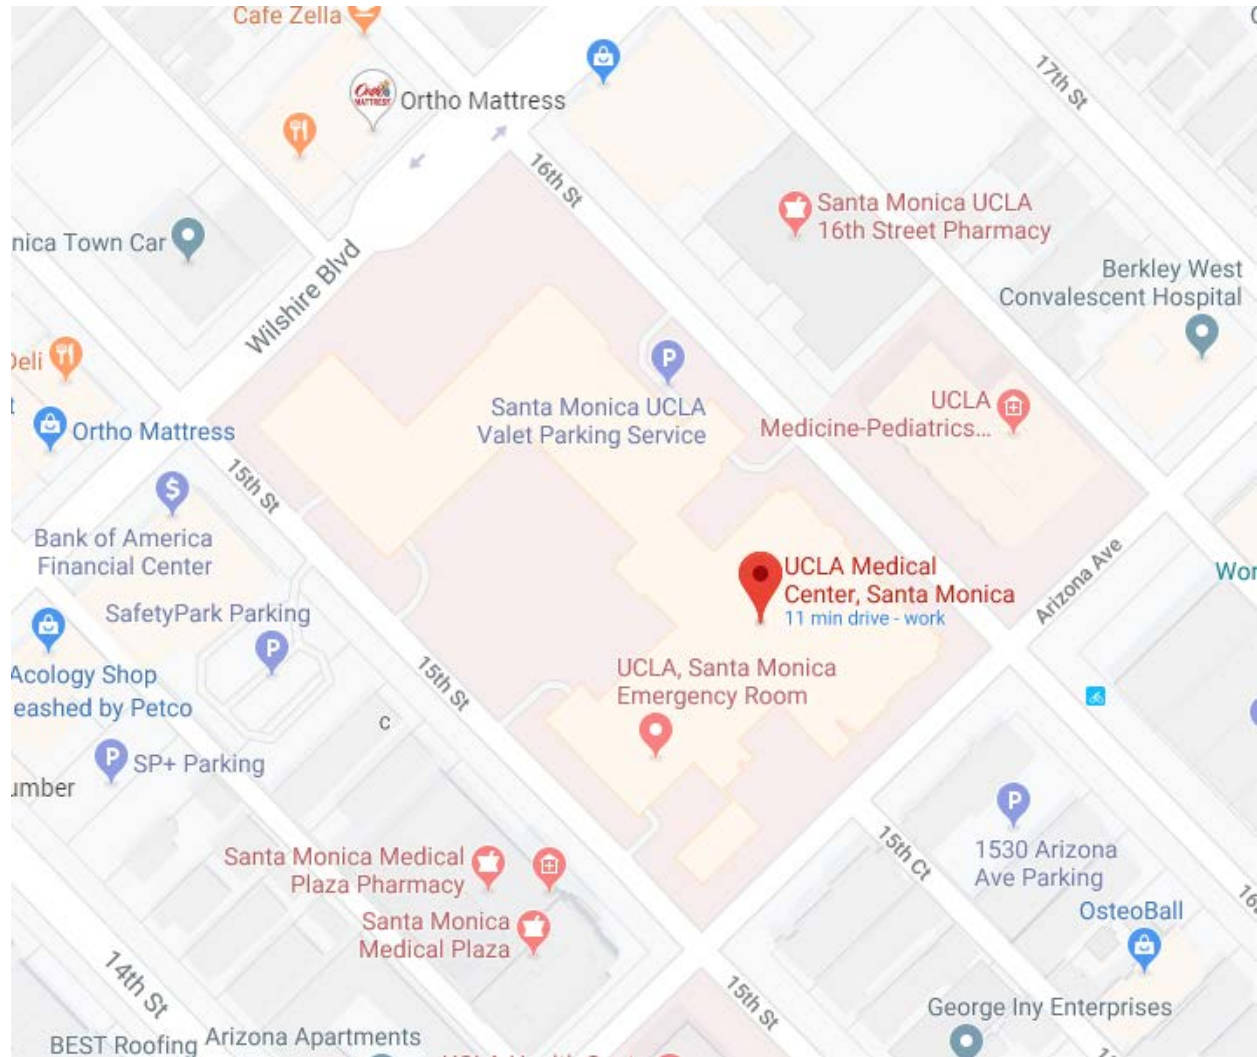 Cafe Zella
Ortho
MATTRESS
Ortho Mattress
17th St
16th St
Santa Monica UCLA
16th Street Pharmacy
nica Town Car
Wilshire Blvd
Berkley West
Convalescent Hospital
Deli
P
Santa Monica UCLA
Valet Parking Service
UCLA
Medicine-Pediatrics...
t
Ortho Mattress
15th St
$
Bank of America
Financial Center
UCLA Medical
Center, Santa Monica
11 min drive - work
Arizona Ave
Wor
SafetyPark Parking
P
Acology Shop
eashed by Petco
UCLA, Santa Monica
Emergency Room
15th St
c
P
SP+ Parking
umber
P
1530 Arizona
Ave Parking
15th Ct
Santa Monica Medical
Plaza Pharmacy
Santa Monica
Medical Plaza
OsteoBall
16
14th St
15th St
George Iny Enterprises
BEST Roofing
Arizona Apartments